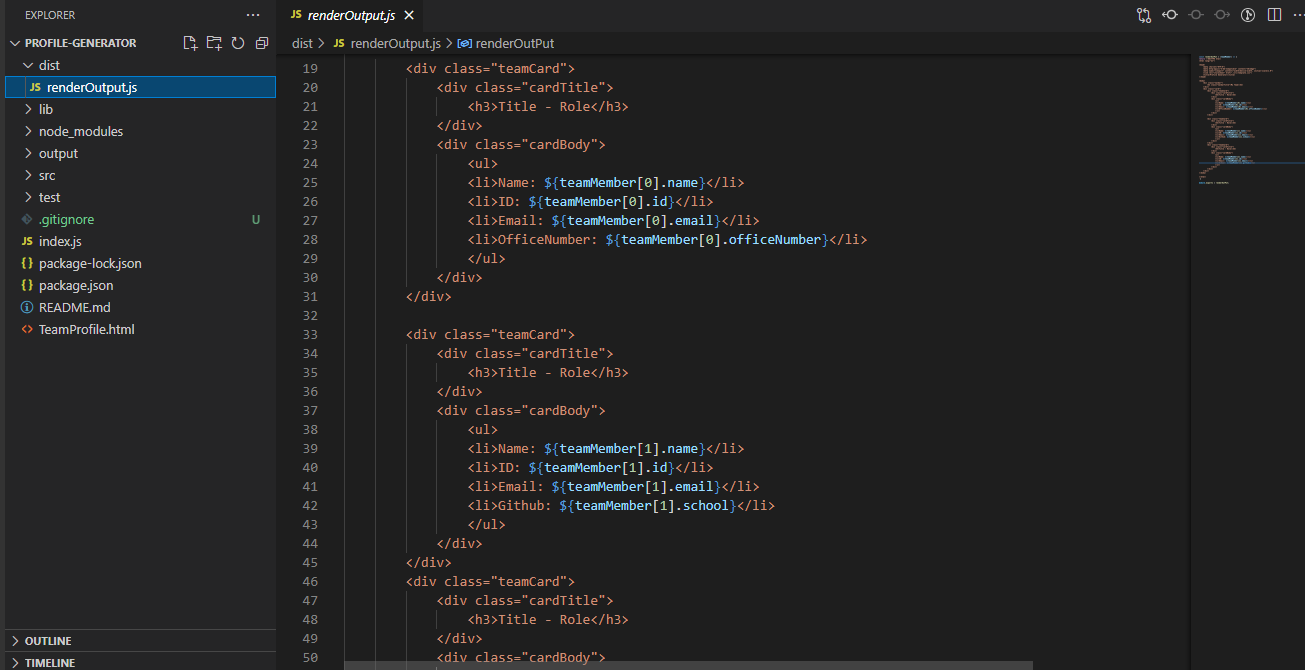 EXPLORER
PROFILE-GENERATOR
dist
JS renderOutput.js
lib
node_modules
output
src
test
.gitignore U
JS index.js
{} package-lock.json
{} package.json
README.md
<> TeamProfile.html
OUTLINE
TIMELINE
JS renderOutput.js
dist > JS renderOutput.js > renderOutPut
19 <div class="teamCard">
20 <div class="cardTitle">
21 <h3>Title - Role</h3>
22 </div>
23 <div class="cardBody">
24 <ul>
25 <li>Name: ${teamMember[0].name}</li>
26 <li>ID: ${teamMember[0].id}</li>
27 <li>Email: ${teamMember[0].email}</li>
28 <li>OfficeNumber: ${teamMember[0].officeNumber}</li>
29 </ul>
30 </div>
31 </div>
32
33 <div class="teamCard">
34 <div class="cardTitle">
35 <h3>Title - Role</h3>
36 </div>
37 <div class="cardBody">
38 <ul>
39 <li>Name: ${teamMember[1].name}</li>
40 <li>ID: ${teamMember[1].id}</li>
41 <li>Email: ${teamMember[1].email}</li>
42 <li>Github: ${teamMember[1].school}</li>
43 </ul>
44 </div>
45 </div>
46 <div class="teamCard">
47 <div class="cardTitle">
48 <h3>Title - Role</h3>
49 </div>
50 <div class="cardBody">